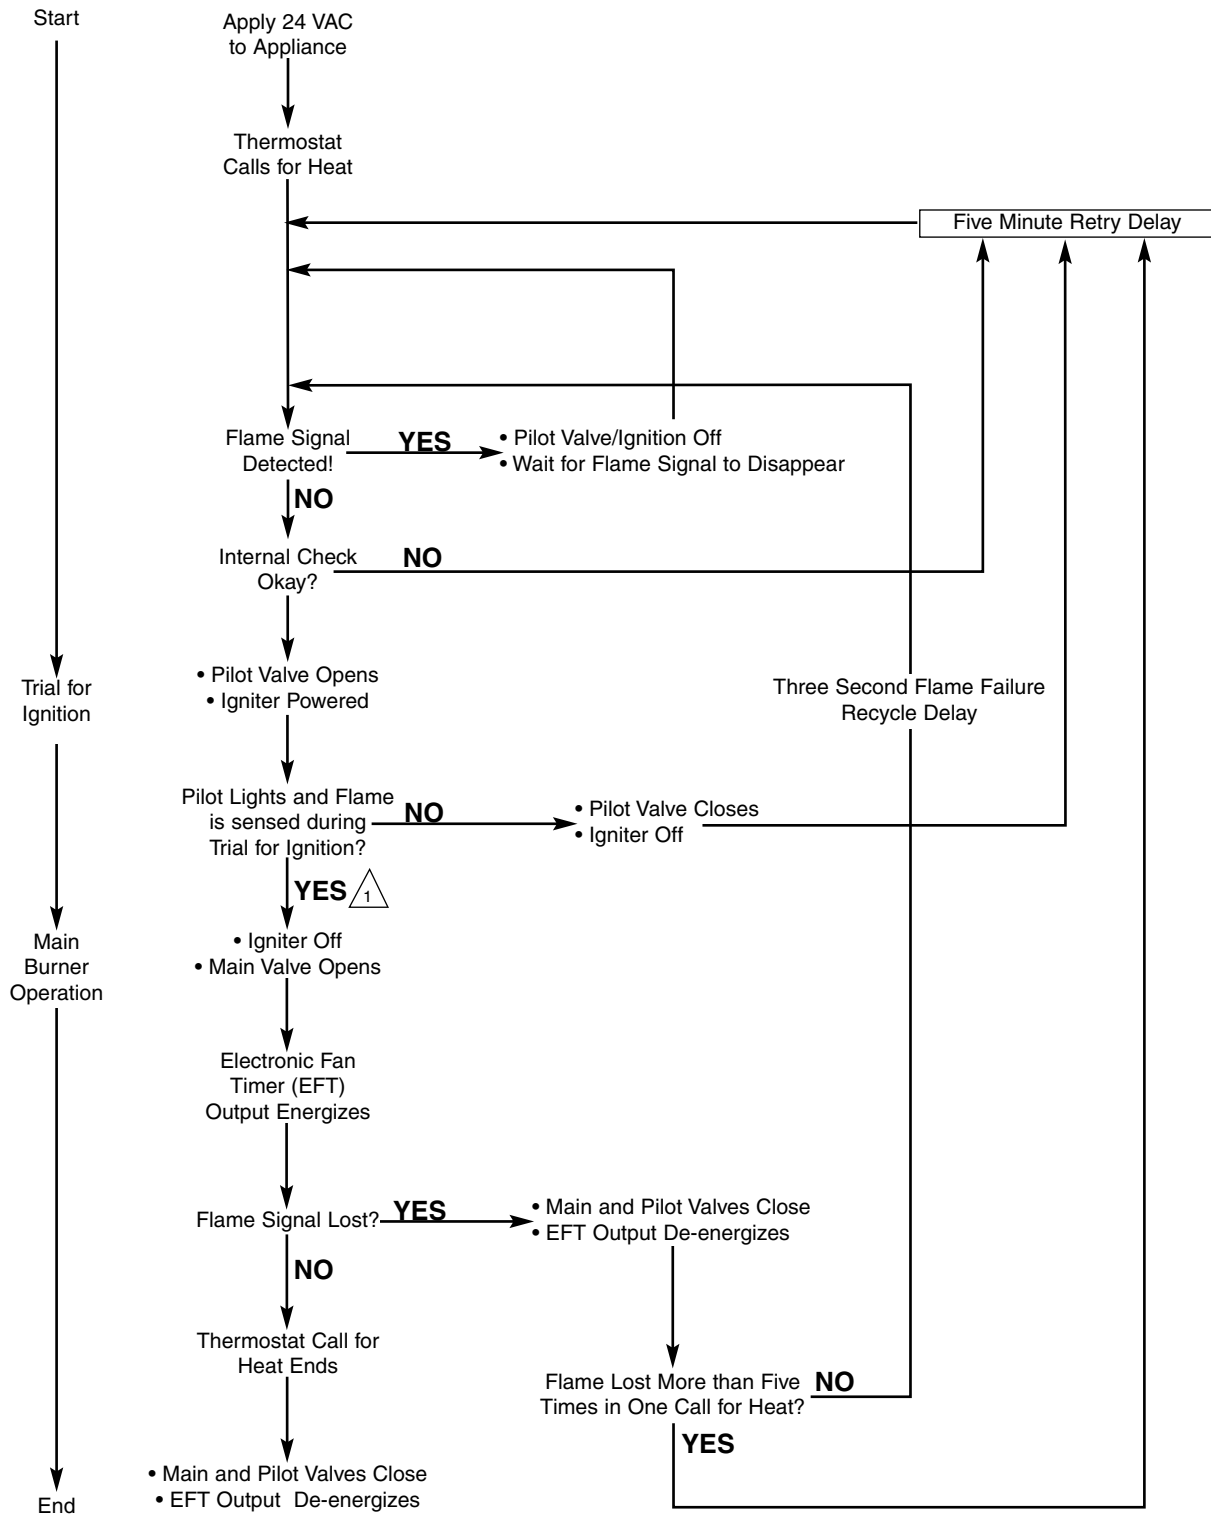 Start
Apply 24 VAC
to Appliance
Thermostat
Calls for Heat
Five Minute Retry Delay
Flame Signal
Detected!
YES
• Pilot Valve/Ignition Off
• Wait for Flame Signal to Disappear
NO
Internal Check
Okay?
NO
Trial for
Ignition
• Pilot Valve Opens
• Igniter Powered
Three Second Flame Failure
Recycle Delay
Pilot Lights and Flame
is sensed during
Trial for Ignition?
NO
• Pilot Valve Closes
• Igniter Off
YES
1
Main
Burner
Operation
• Igniter Off
• Main Valve Opens
Electronic Fan
Timer (EFT)
Output Energizes
Flame Signal Lost?
YES
• Main and Pilot Valves Close
• EFT Output De-energizes
NO
Thermostat Call for
Heat Ends
Flame Lost More than Five
Times in One Call for Heat?
NO
YES
• Main and Pilot Valves Close
• EFT Output De-energizes
End